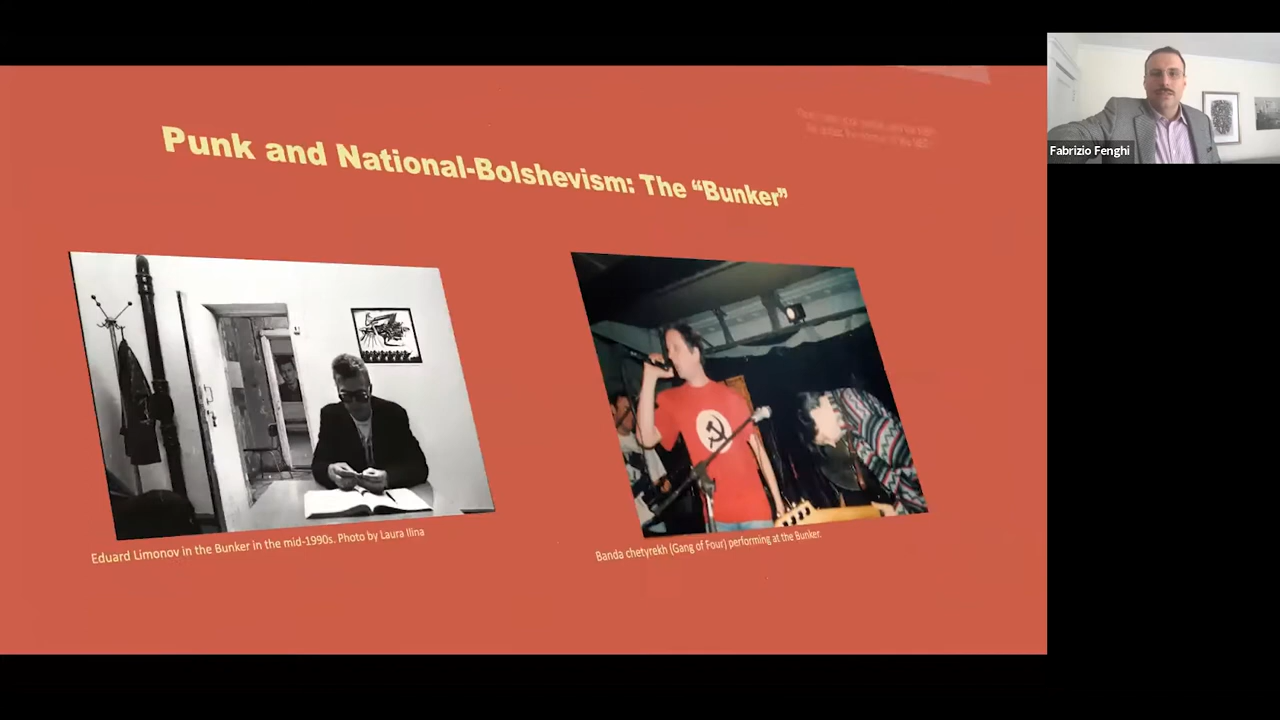 Punk and National-Bolshevism: The “Bunker”
Eduard Limonov in the Bunker in the mid-1990s. Photo by Laura Ilina
Banda chetyrekh (Gang of Four) performing at the Bunker.
Fabrizio Fenghi